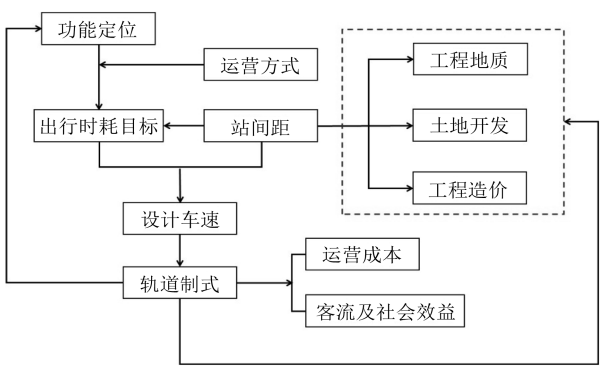 功能定位
运营方式
工程地质
出行时耗目标
站间距
土地开发
工程造价
设计车速
运营成本
轨道制式
客流及社会效益